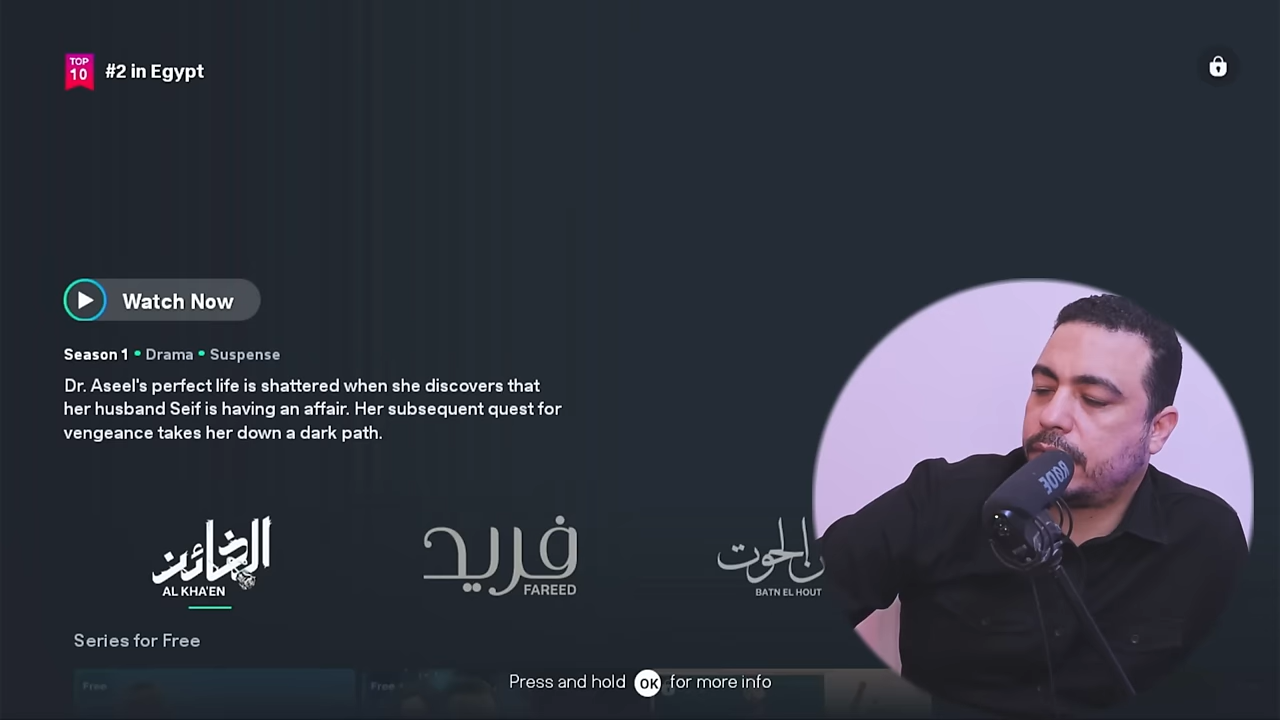 TOP
10
#2 in Egypt
Watch Now
Season 1 • Drama • Suspense
Dr. Aseel's perfect life is shattered when she discovers that
her husband Seif is having an affair. Her subsequent quest for
vengeance takes her down a dark path.
الخائن
AL KHA'EN
فريد
FAREED
ن الحوت
BATN EL HOUT
RODE
Series for Free
Free
Free
Press and hold OK for more info